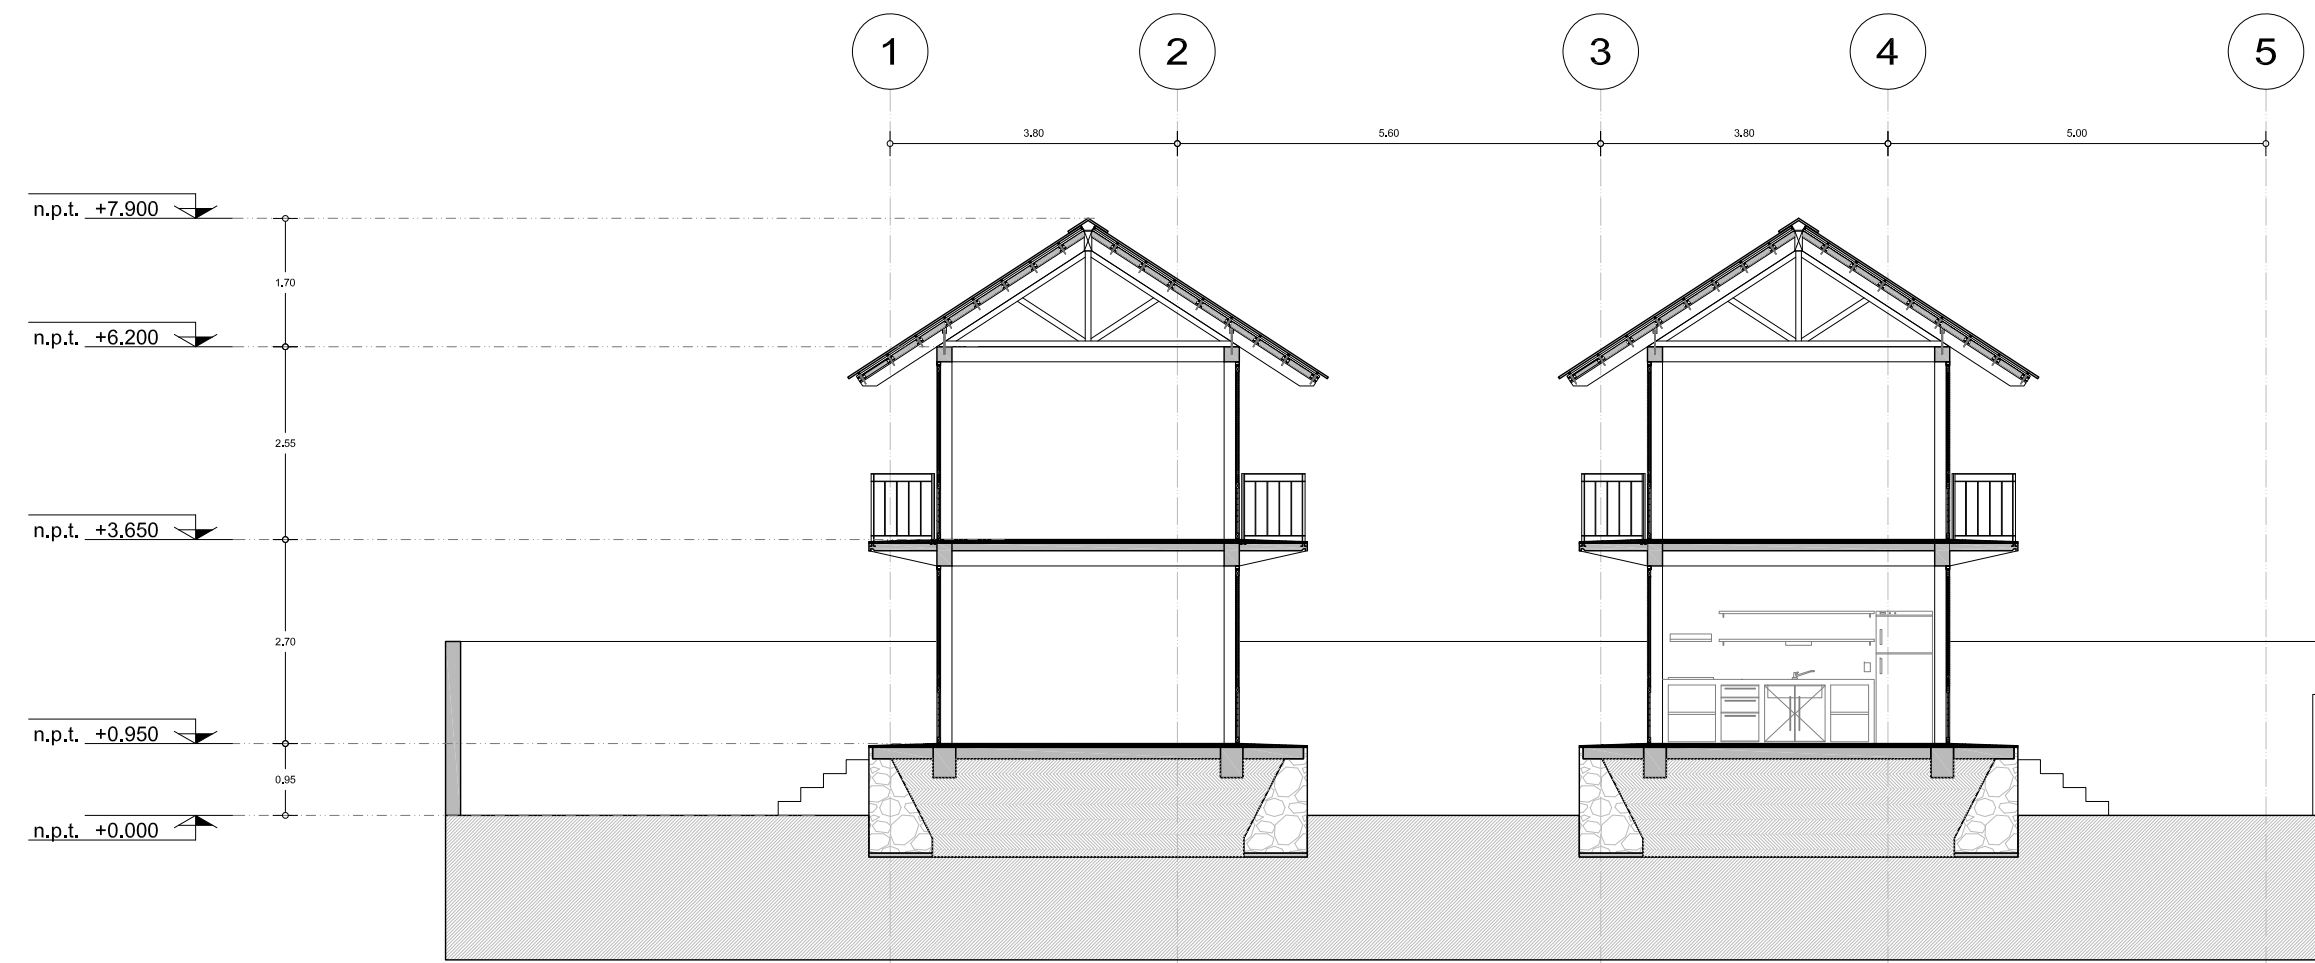 1 2 3 4 5
3.80 5.60 3.80 5.00
n.p.t. +7.900
1.70
n.p.t. +6.200
2.55
n.p.t. +3.650
2.70
n.p.t. +0.950
0.95
n.p.t. +0.000